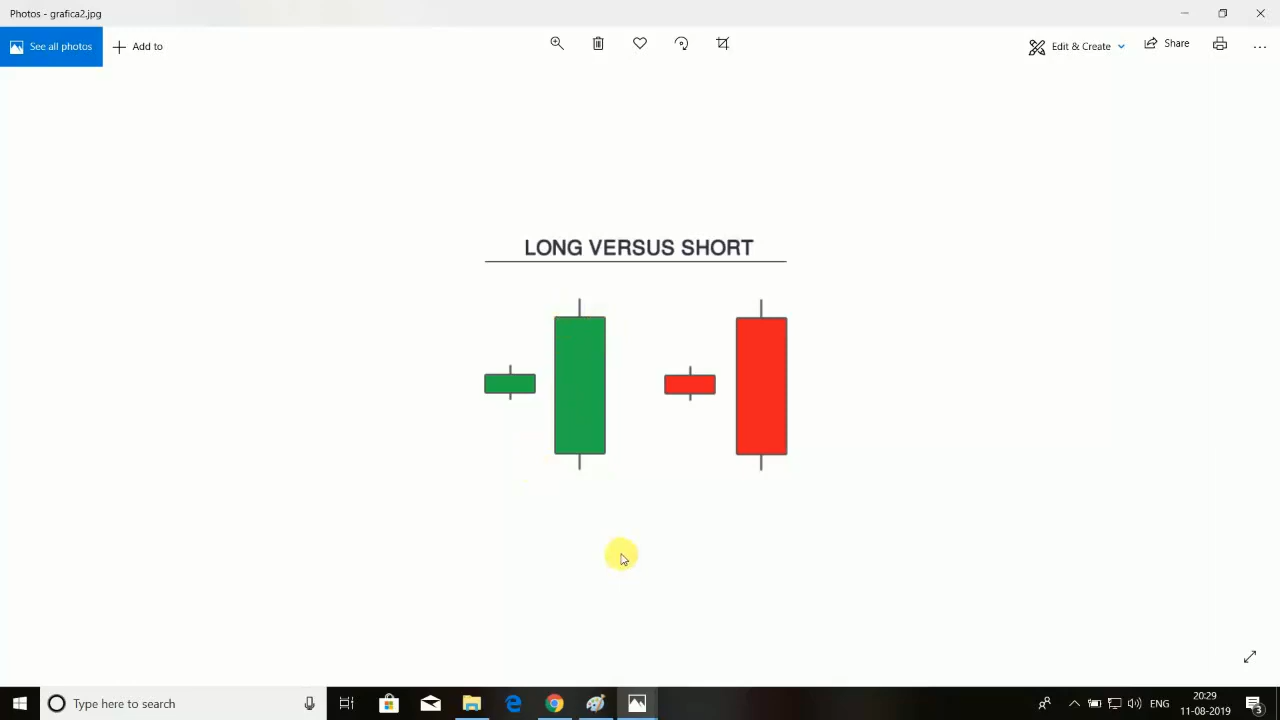 Photos - grafica2.jpg
See all photos
Add to
Edit & Create
Share
LONG VERSUS SHORT
Type here to search
ENG
20:29
11-08-2019
3